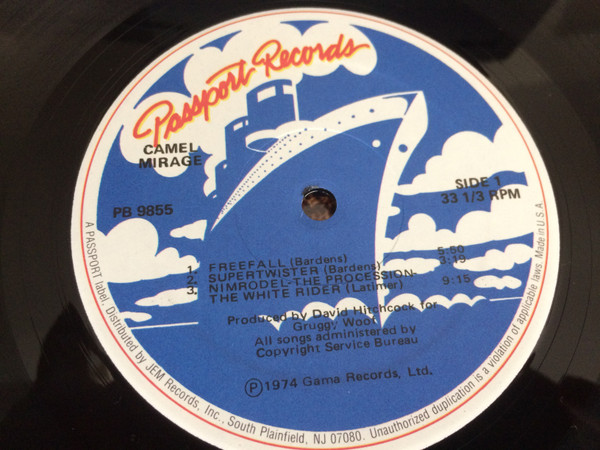 Passport Records
CAMEL
MIRAGE
PB 9855
SIDE 1
33 1/3 RPM
1. FREEFALL (Bardens) 5:50
2. SUPERTWISTER (Bardens) 3:19
3. NIMRODEL-THE PROCESSION-
THE WHITE RIDER (Latimer) 9:15
Produced by David Hitchcock for
Gruggy Woof
All songs administered by
Copyright Service Bureau
Ⓟ1974 Gama Records, Ltd.
A PASSPORT label. Distributed by JEM Records, Inc., South Plainfield, NJ 07080. Unauthorized duplication is a violation of applicable laws. Made in U.S.A.